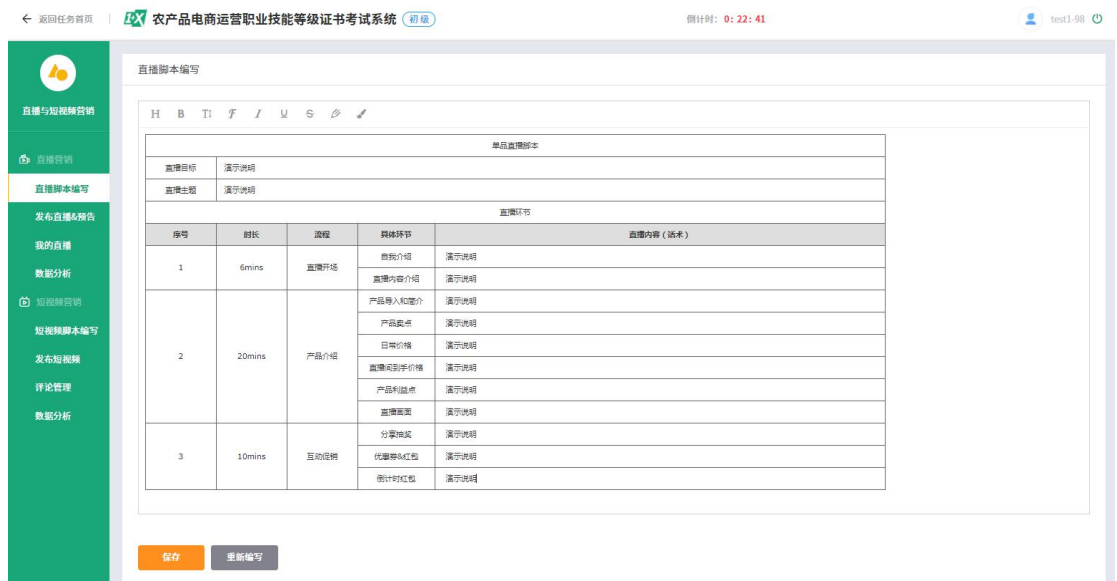 ← 返回任务首页 农产品电商运营职业技能等级证书考试系统 初级 倒计时: 0:22:41 test1-98
直播与短视频营销
直播营销
直播脚本编写
发布直播&预告
我的直播
数据分析
短视频营销
短视频脚本编写
发布短视频
评论管理
数据分析
直播脚本编写
H B T F I U S
单品直播脚本
直播目标 演示说明
直播主题 演示说明
直播环节
序号 时长 流程 具体环节 直播内容（话术）
1 6mins 直播开场 自我介绍 演示说明
直播内容介绍 演示说明
2 20mins 产品介绍 产品导入和简介 演示说明
产品卖点 演示说明
日常价格 演示说明
直播间到手价格 演示说明
产品利益点 演示说明
直播画面 演示说明
3 10mins 互动促销 分享抽奖 演示说明
优惠券&红包 演示说明
倒计时红包 演示说明
保存 重新编写